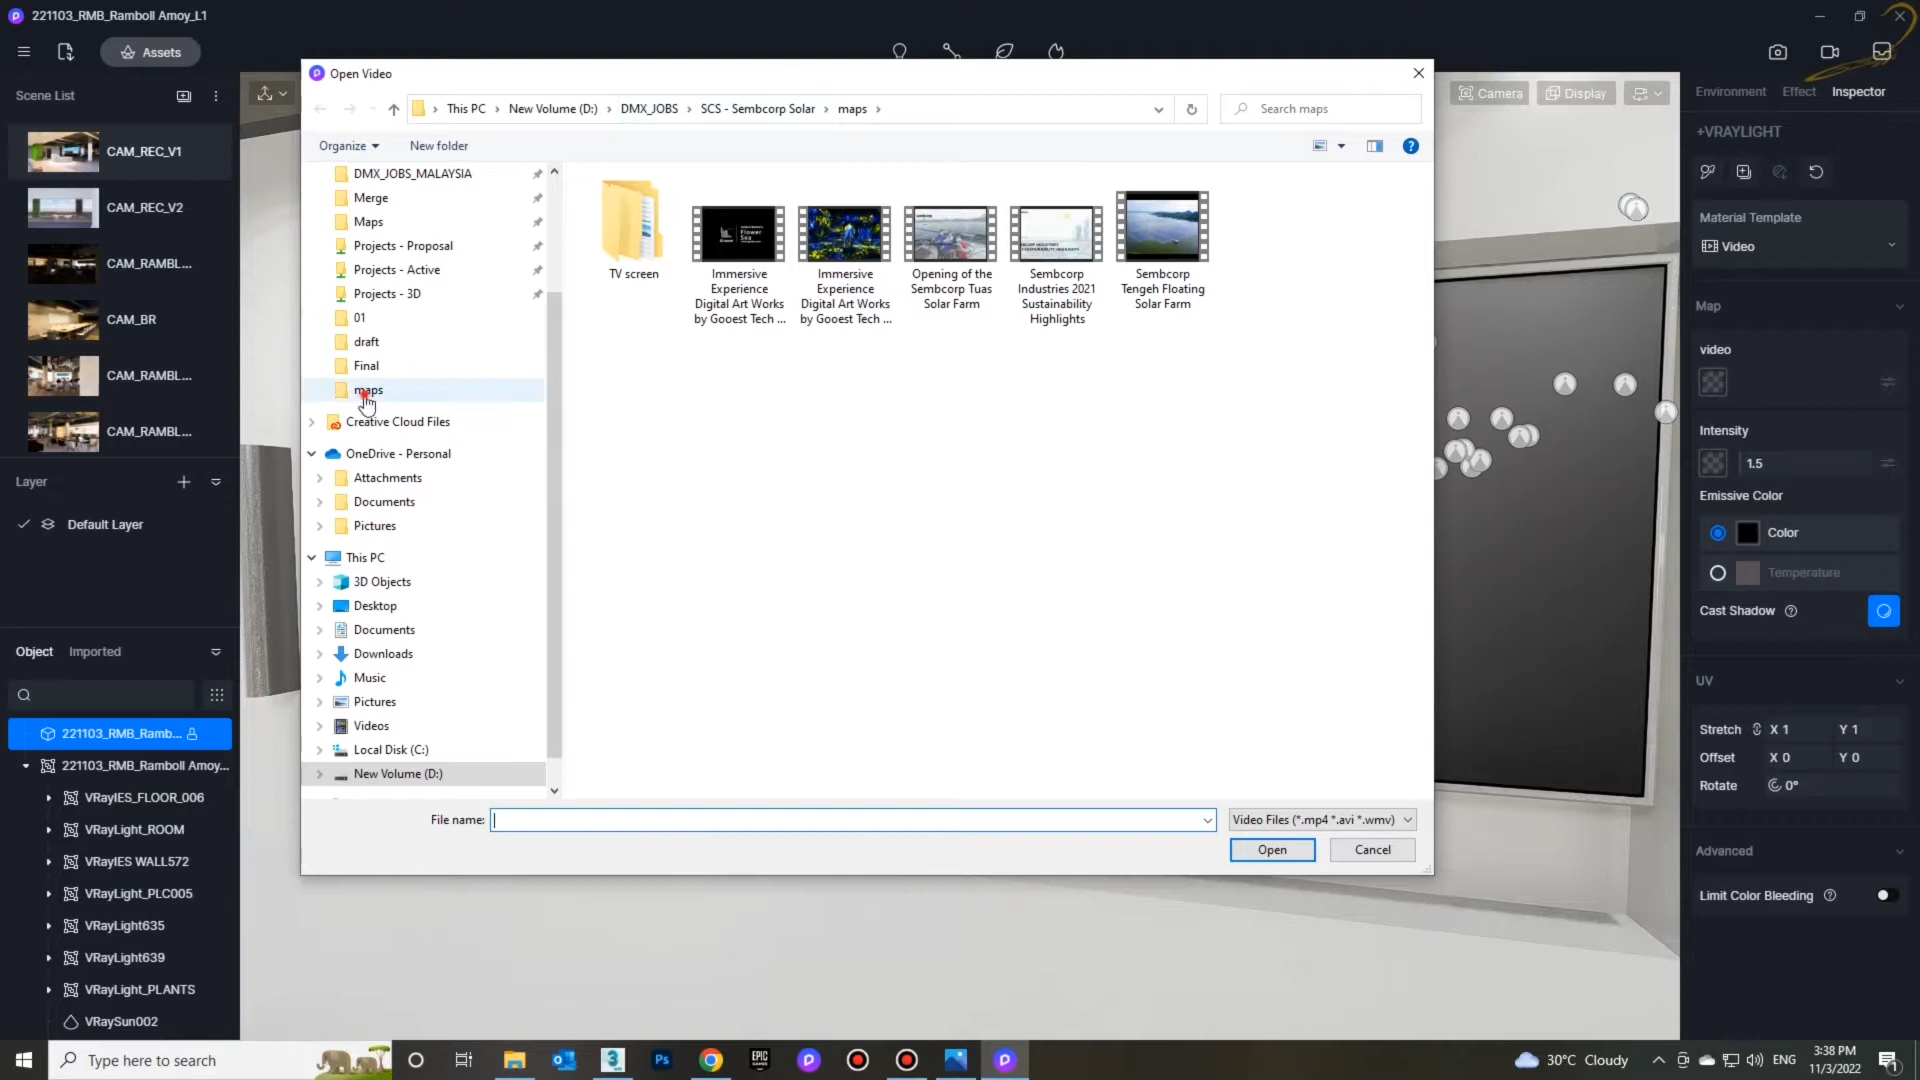 221103_RMB_Ramboll Amoy_L1
Assets
Scene List
CAM_REC_V1
CAM_REC_V2
CAM_RAMBL...
CAM_BR
CAM_RAMBL...
CAM_RAMBL...
Layer
Default Layer
Object Imported
221103_RMB_Ramb...
221103_RMB_Ramboll Amoy...
VRayIES_FLOOR_006
VRayLight_ROOM
VRayIES WALL572
VRayLight_PLC005
VRayLight635
VRayLight639
VRayLight_PLANTS
VRaySun002
Open Video
This PC New Volume (D:) DMX_JOBS SCS - Sembcorp Solar maps
Search maps
Organize New folder
DMX_JOBS_MALAYSIA
Merge
Maps
Projects - Proposal
Projects - Active
Projects - 3D
01
draft
Final
maps
Creative Cloud Files
OneDrive - Personal
Attachments
Documents
Pictures
This PC
3D Objects
Desktop
Documents
Downloads
Music
Pictures
Videos
Local Disk (C:)
New Volume (D:)
TV screen
Immersive
Experience
Digital Art Works
by Gooest Tech ...
Immersive
Experience
Digital Art Works
by Gooest Tech ...
Opening of the
Sembcorp Tuas
Solar Farm
Sembcorp
Industries 2021
Sustainability
Highlights
Sembcorp
Tengeh Floating
Solar Farm
File name:
Video Files (*.mp4 *.avi *.wmv)
Open Cancel
Camera Display
Environment Effect Inspector
+VRAYLIGHT
Material Template
Video
Map
video
Intensity
1.5
Emissive Color
Color
Temperature
Cast Shadow
UV
Stretch X 1 Y 1
Offset X 0 Y 0
Rotate 0°
Advanced
Limit Color Bleeding
Type here to search
30°C Cloudy
ENG
3:38 PM
11/3/2022